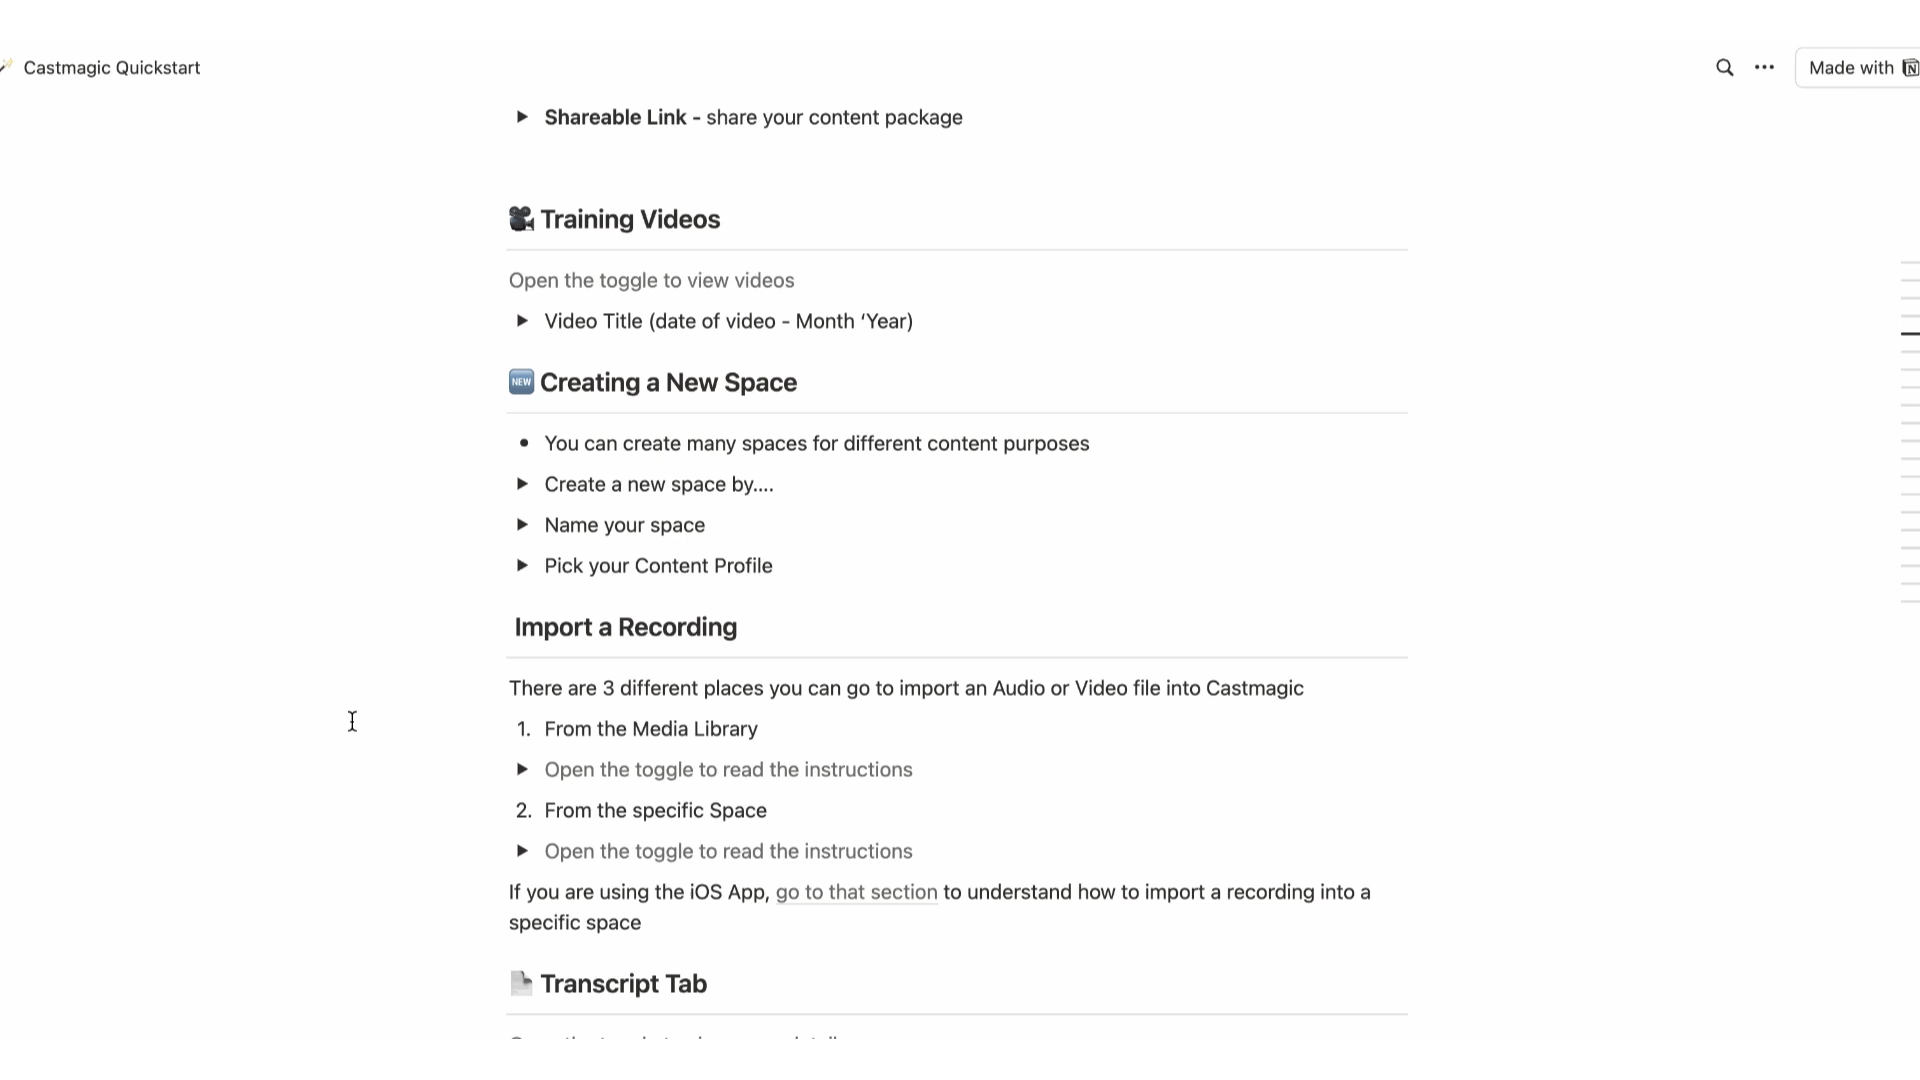 Castmagic Quickstart
Made with
Shareable Link - share your content package
Training Videos
Open the toggle to view videos
Video Title (date of video - Month ‘Year)
NEW Creating a New Space
You can create many spaces for different content purposes
Create a new space by....
Name your space
Pick your Content Profile
Import a Recording
There are 3 different places you can go to import an Audio or Video file into Castmagic
1. From the Media Library
Open the toggle to read the instructions
2. From the specific Space
Open the toggle to read the instructions
If you are using the iOS App, go to that section to understand how to import a recording into a
specific space
Transcript Tab